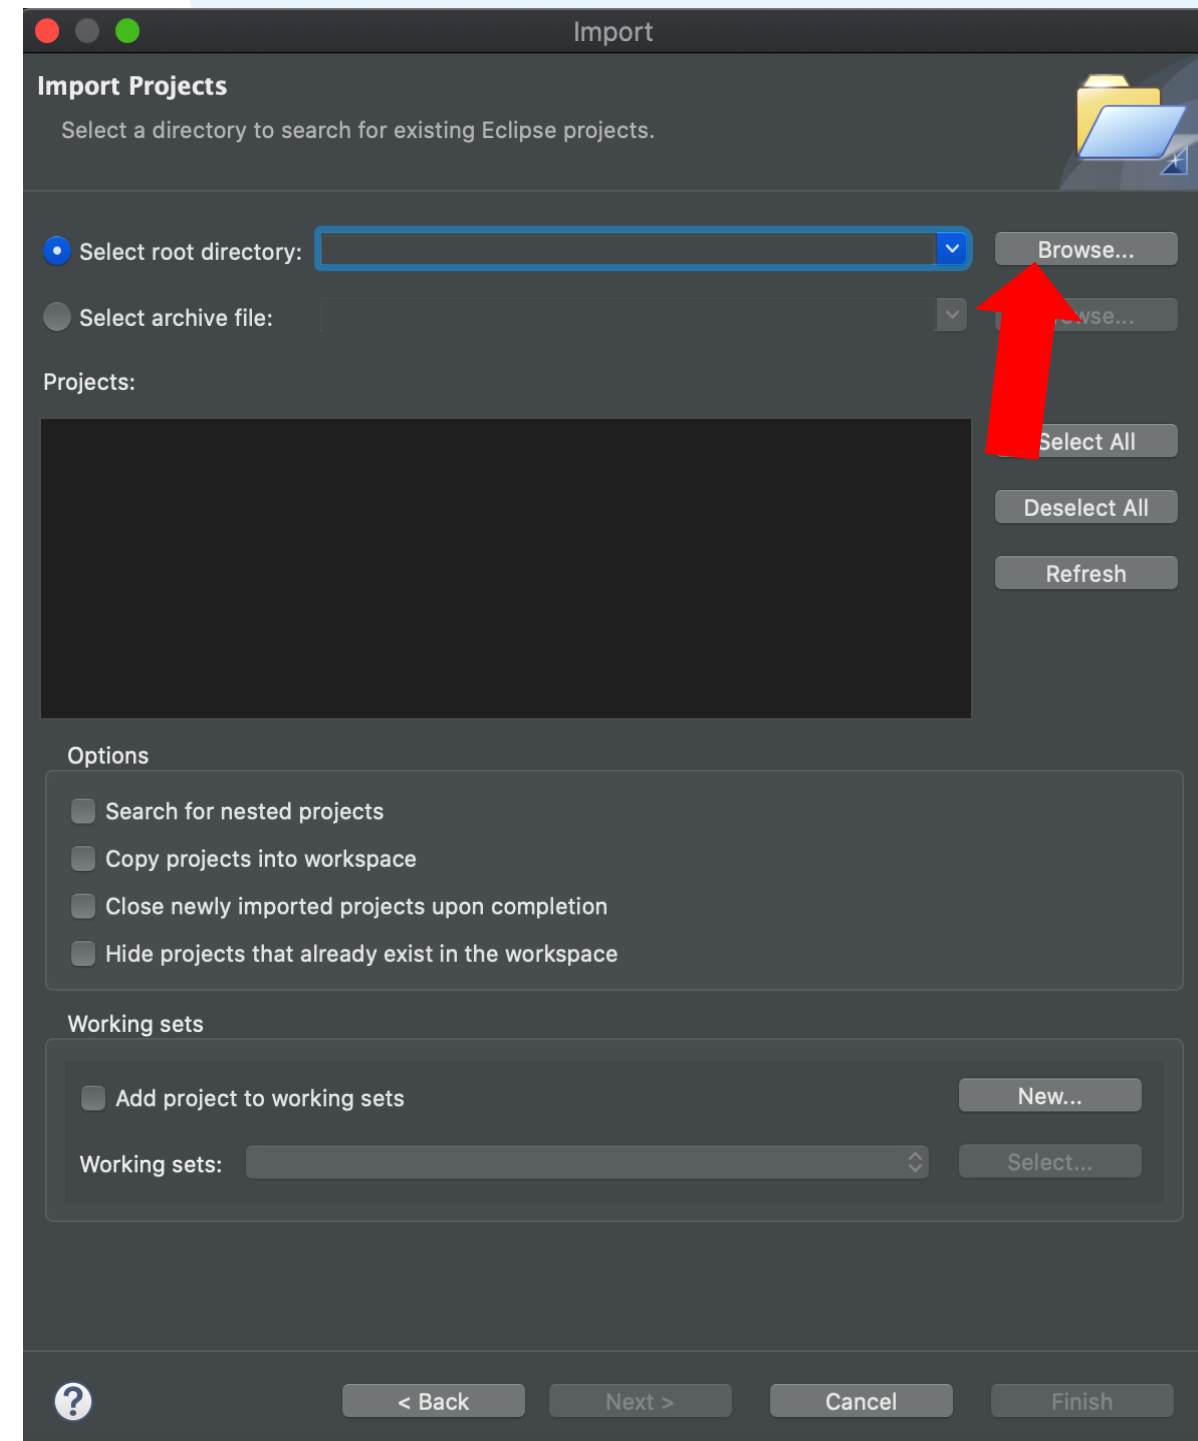 Import
Import Projects
Select a directory to search for existing Eclipse projects.
Select root directory:
Browse...
Select archive file:
Projects:
Select All
Deselect All
Refresh
Options
Search for nested projects
Copy projects into workspace
Close newly imported projects upon completion
Hide projects that already exist in the workspace
Working sets
Add project to working sets
New...
Working sets:
Select...
?
< Back
Next >
Cancel
Finish